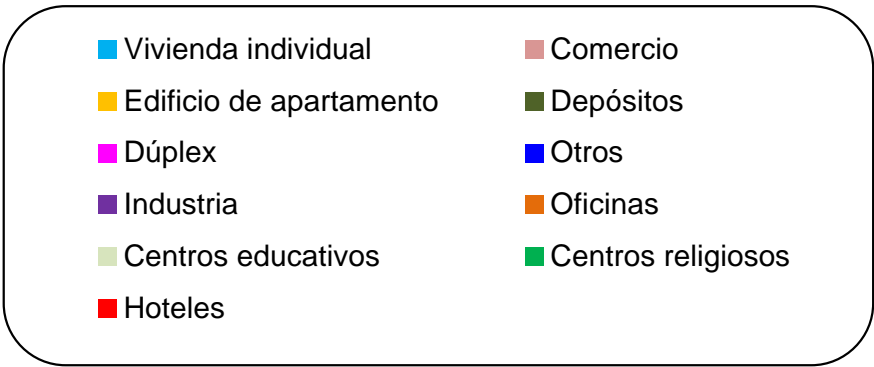 Vivienda individual
Edificio de apartamento
Dúplex
Industria
Centros educativos
Hoteles
Comercio
Depósitos
Otros
Oficinas
Centros religiosos